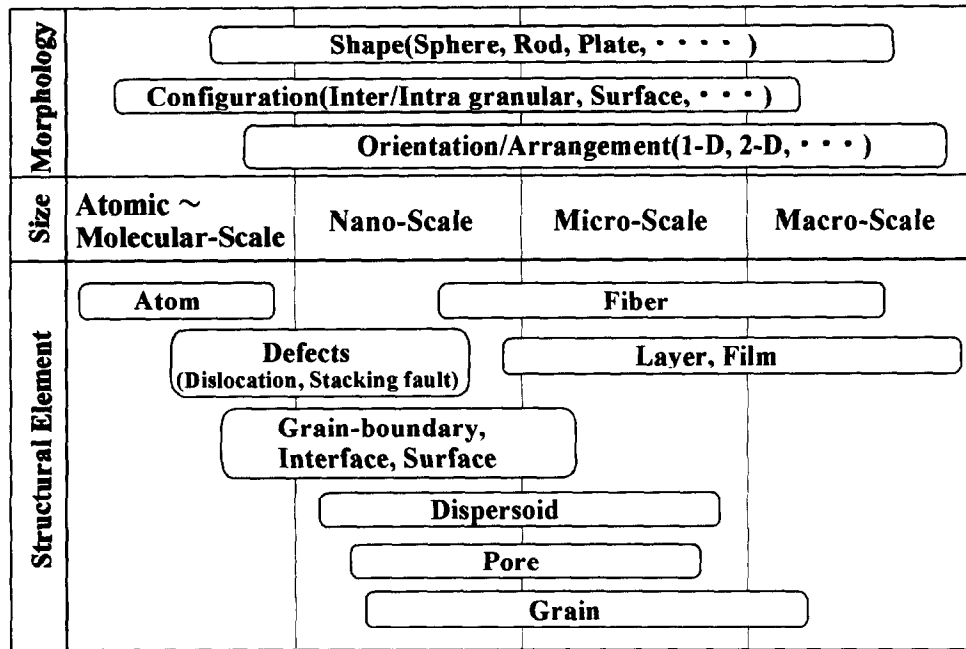 Morphology
Shape(Sphere, Rod, Plate, ・・・・)
Configuration(Inter/Intra granular, Surface, ・・・)
Orientation/Arrangement(1-D, 2-D, ・・・)
Size
Atomic ~
Molecular-Scale
Nano-Scale
Micro-Scale
Macro-Scale
Structural Element
Atom
Fiber
Defects
(Dislocation, Stacking fault)
Layer, Film
Grain-boundary,
Interface, Surface
Dispersoid
Pore
Grain